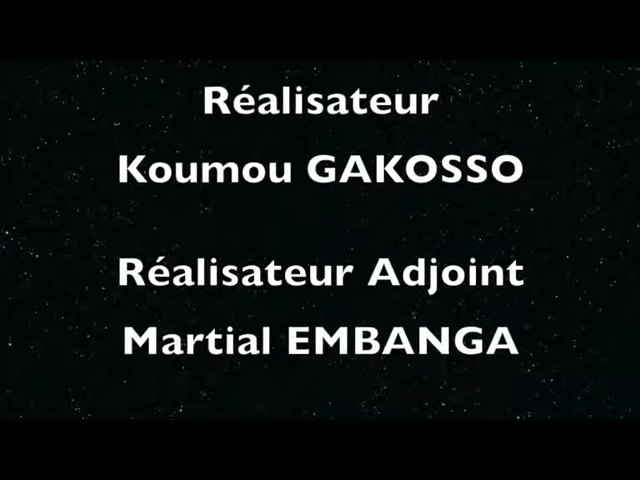 Réalisateur
Koumou GAKOSSO
Réalisateur Adjoint
Martial EMBANGA